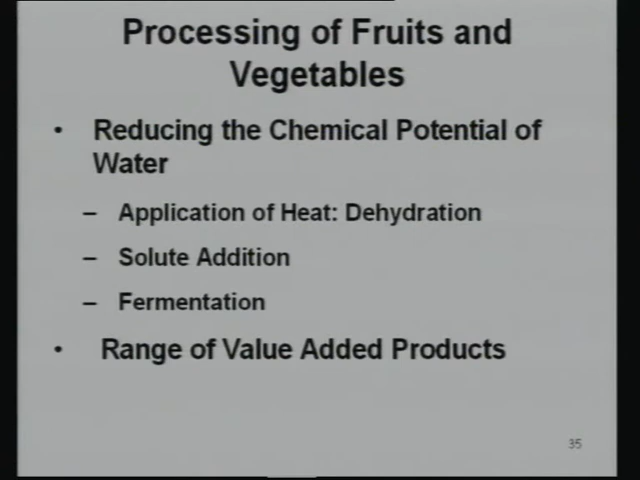 Processing of Fruits and
Vegetables
• Reducing the Chemical Potential of
Water
– Application of Heat: Dehydration
– Solute Addition
– Fermentation
• Range of Value Added Products
35